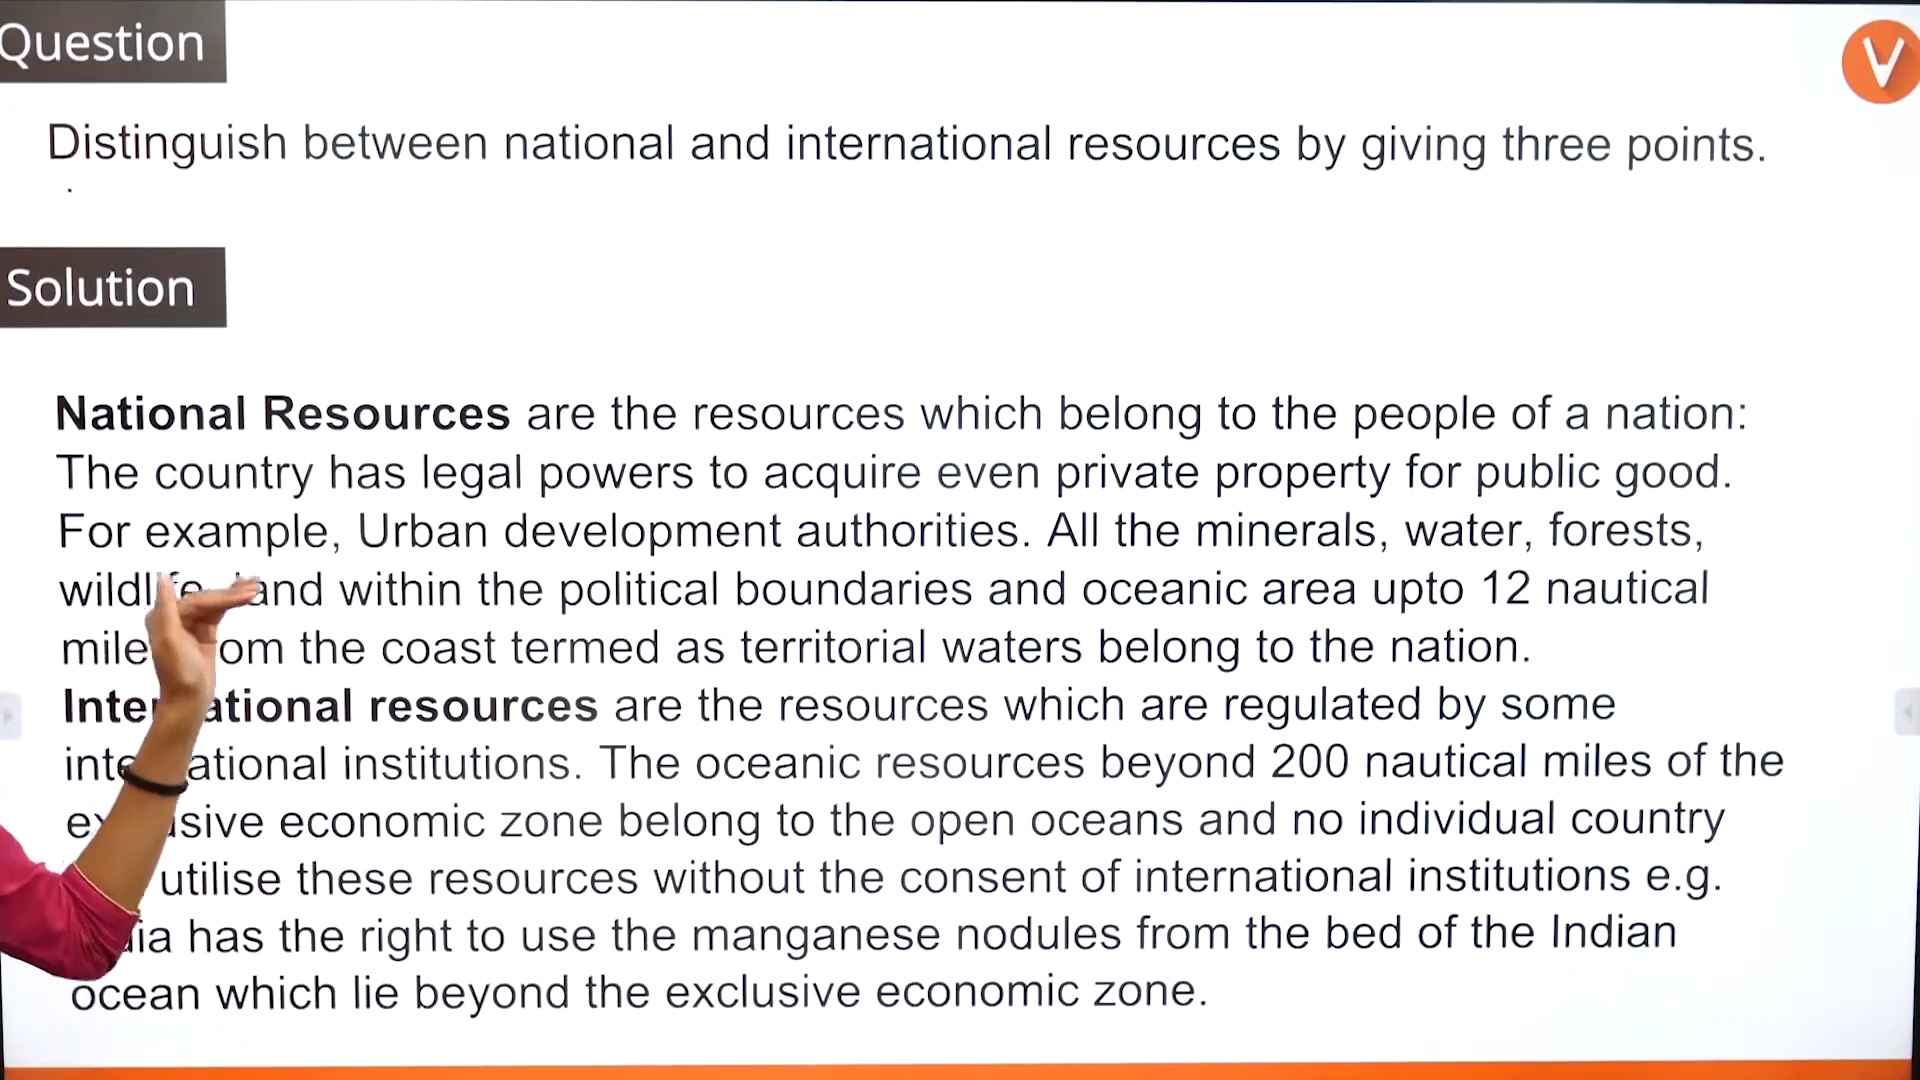 Question
Distinguish between national and international resources by giving three points.
Solution
National Resources are the resources which belong to the people of a nation:
The country has legal powers to acquire even private property for public good.
For example, Urban development authorities. All the minerals, water, forests,
within the political boundaries and oceanic area upto 12 nautical
the coast termed as territorial waters belong to the nation.
resources are the resources which are regulated by some
institutions. The oceanic resources beyond 200 nautical miles of the
economic zone belong to the open oceans and no individual country
utilise these resources without the consent of international institutions e.g.
has the right to use the manganese nodules from the bed of the Indian
ocean which lie beyond the exclusive economic zone.